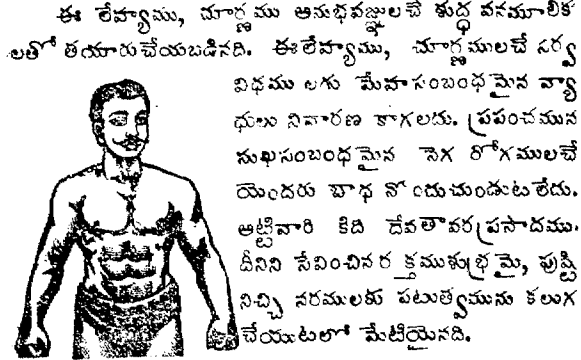 ఈ లేహ్యము, చూర్ణము అనుభవజ్ఞులచే శుద్ధ వనమూలిక
లతో తయారుచేయబడినది. ఈలేహ్యము, చూర్ణములచే సర్వ
విధము లగు మేహసంబంధమైన వ్యా
ధులు నివారణ కాగలదు. ప్రపంచమున
సుఖసంబంధమైన సెగ రోగములచే
యెందరు బాధ నొందుచుండుటలేదు.
అట్టివారి కిది దేవతావరప్రసాదము.
దీనిని సేవించినర క్తముశుభ్రమై, పుష్టి
నిచ్చి నరములకు పటుత్వమును కలుగ
చేయుటలో మేటియైనది.